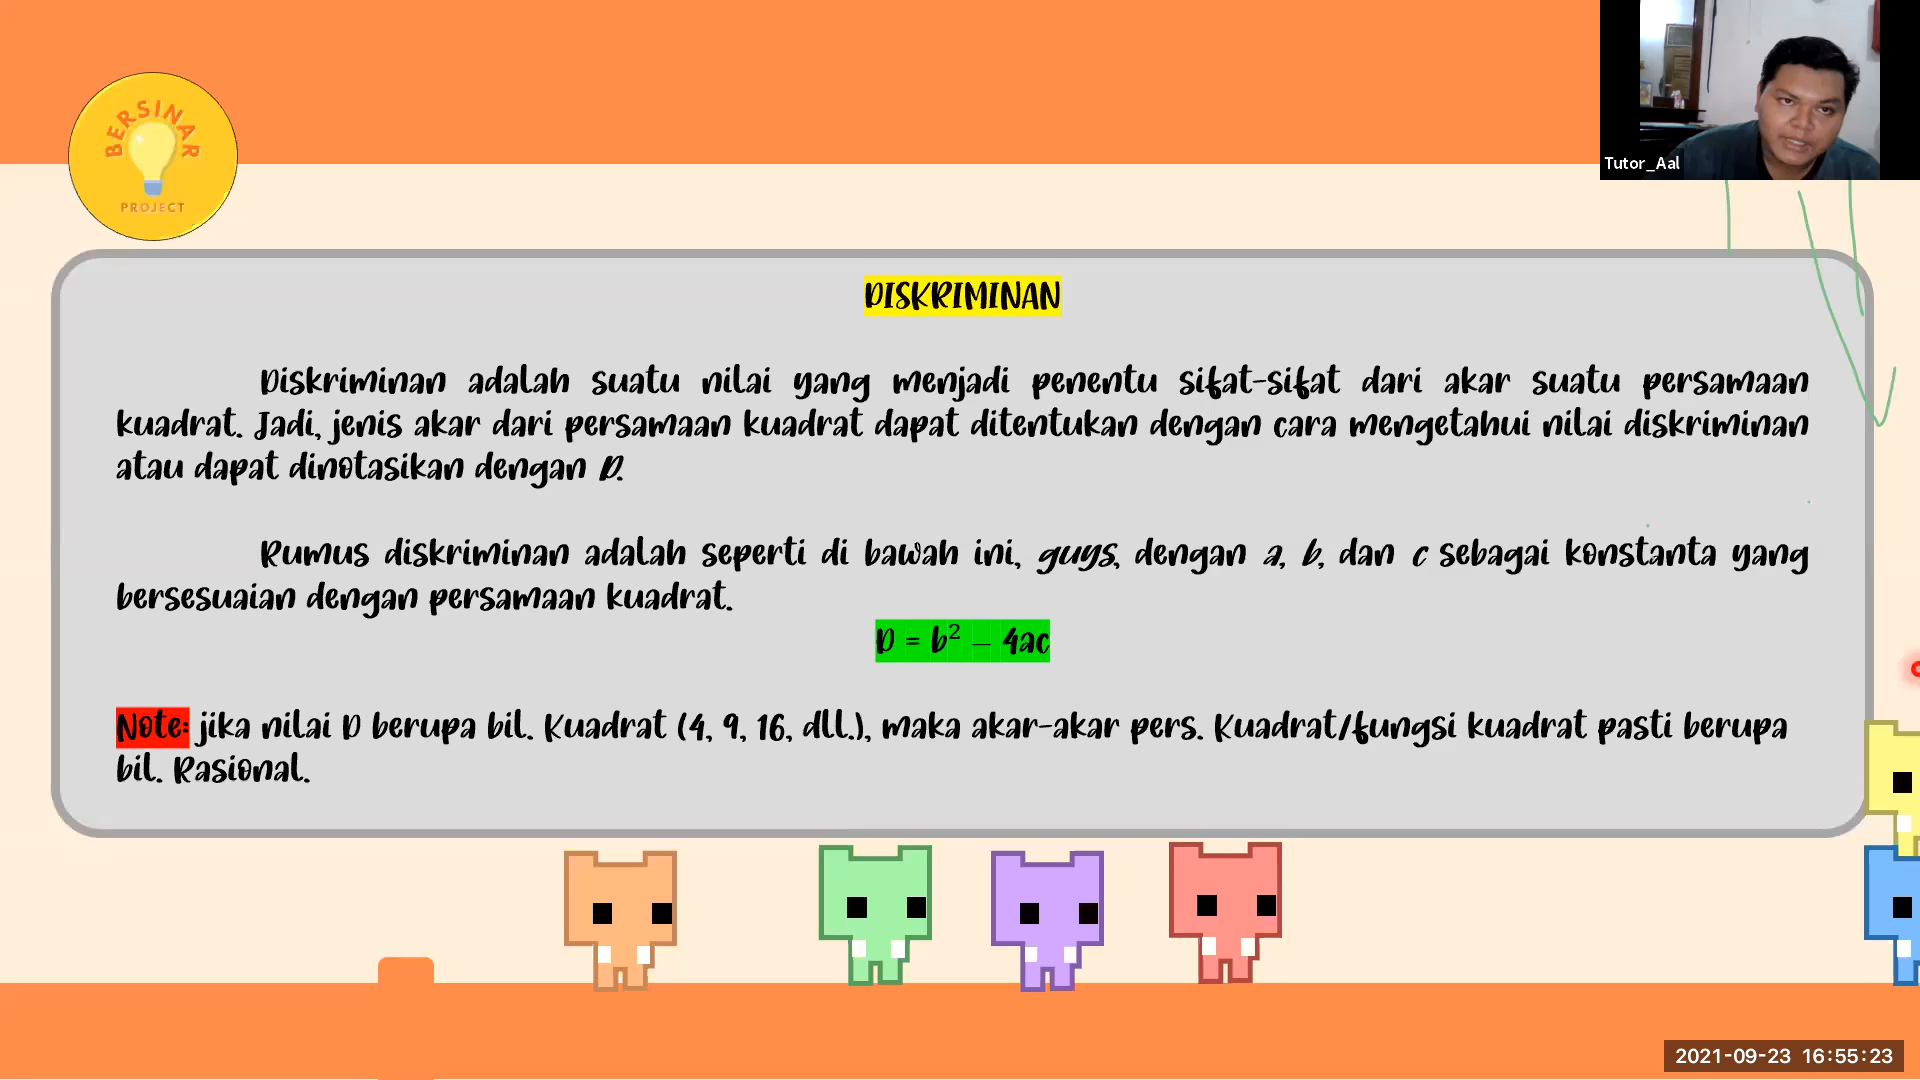 BERSINAR
PROJECT
Tutor_Aal
DISKRIMINAN
Diskriminan adalah suatu nilai yang menjadi penentu sifat-sifat dari akar suatu persamaan
kuadrat. Jadi, jenis akar dari persamaan kuadrat dapat ditentukan dengan cara mengetahui nilai diskriminan
atau dapat dinotasikan dengan D.
Rumus diskriminan adalah seperti di bawah ini, guys, dengan a, b, dan c sebagai konstanta yang
bersesuaian dengan persamaan kuadrat.
D = b² – 4ac
Note: jika nilai D berupa bil. Kuadrat (4, 9, 16, dll.), maka akar-akar pers. Kuadrat/fungsi kuadrat pasti berupa
bil. Rasional.
2021-09-23 16:55:23